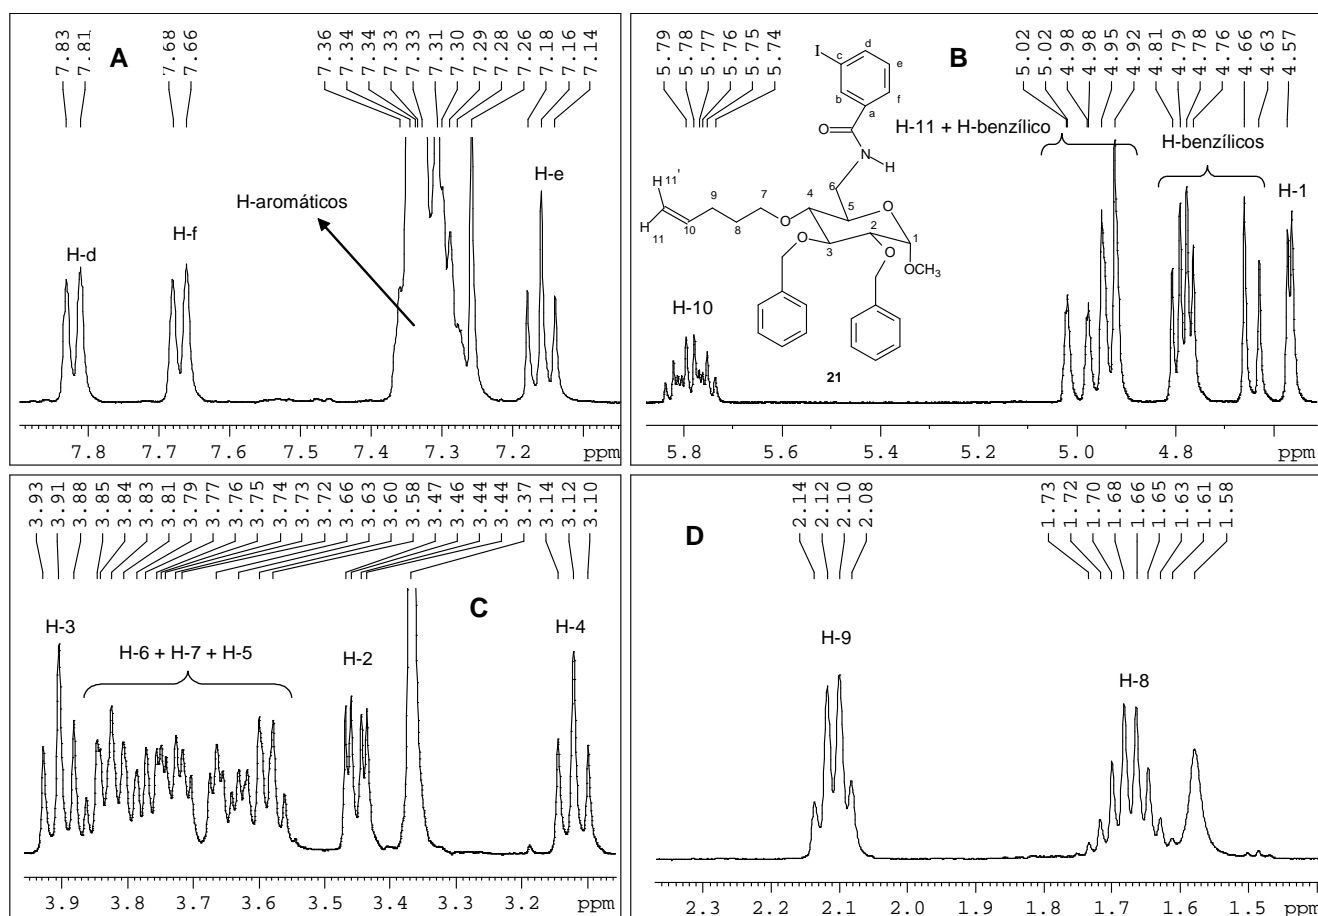 7.83 7.81 7.68 7.66 7.36 7.34 7.34 7.33 7.33 7.31 7.30 7.29 7.28 7.26 7.18 7.16 7.14
A
H-aromáticos
H-e
H-d
H-f
7.8 7.7 7.6 7.5 7.4 7.3 7.2 ppm
5.79 5.78 5.77 5.76 5.75 5.74 5.02 5.02 4.98 4.98 4.95 4.92 4.81 4.79 4.78 4.76 4.66 4.63 4.57
B
I
c
d
e
b
f
a
O
N
H
6
H-11 + H-benzílico
H-benzílicos
H-1
H
11'
9
7
4
5
O
H
11
10
8
O
3
2
1
O
O
OCH3
H-10
21
5.8 5.6 5.4 5.2 5.0 4.8 ppm
3.93 3.91 3.88 3.85 3.84 3.83 3.81 3.79 3.77 3.76 3.75 3.74 3.73 3.72 3.66 3.63 3.60 3.58 3.47 3.46 3.44 3.44 3.37 3.14 3.12 3.10
C
H-3
H-6 + H-7 + H-5
H-2
H-4
3.9 3.8 3.7 3.6 3.5 3.4 3.3 3.2 ppm
2.14 2.12 2.10 2.08 1.73 1.72 1.70 1.68 1.66 1.65 1.63 1.61 1.58
D
H-9
H-8
2.3 2.2 2.1 2.0 1.9 1.8 1.7 1.6 1.5 ppm